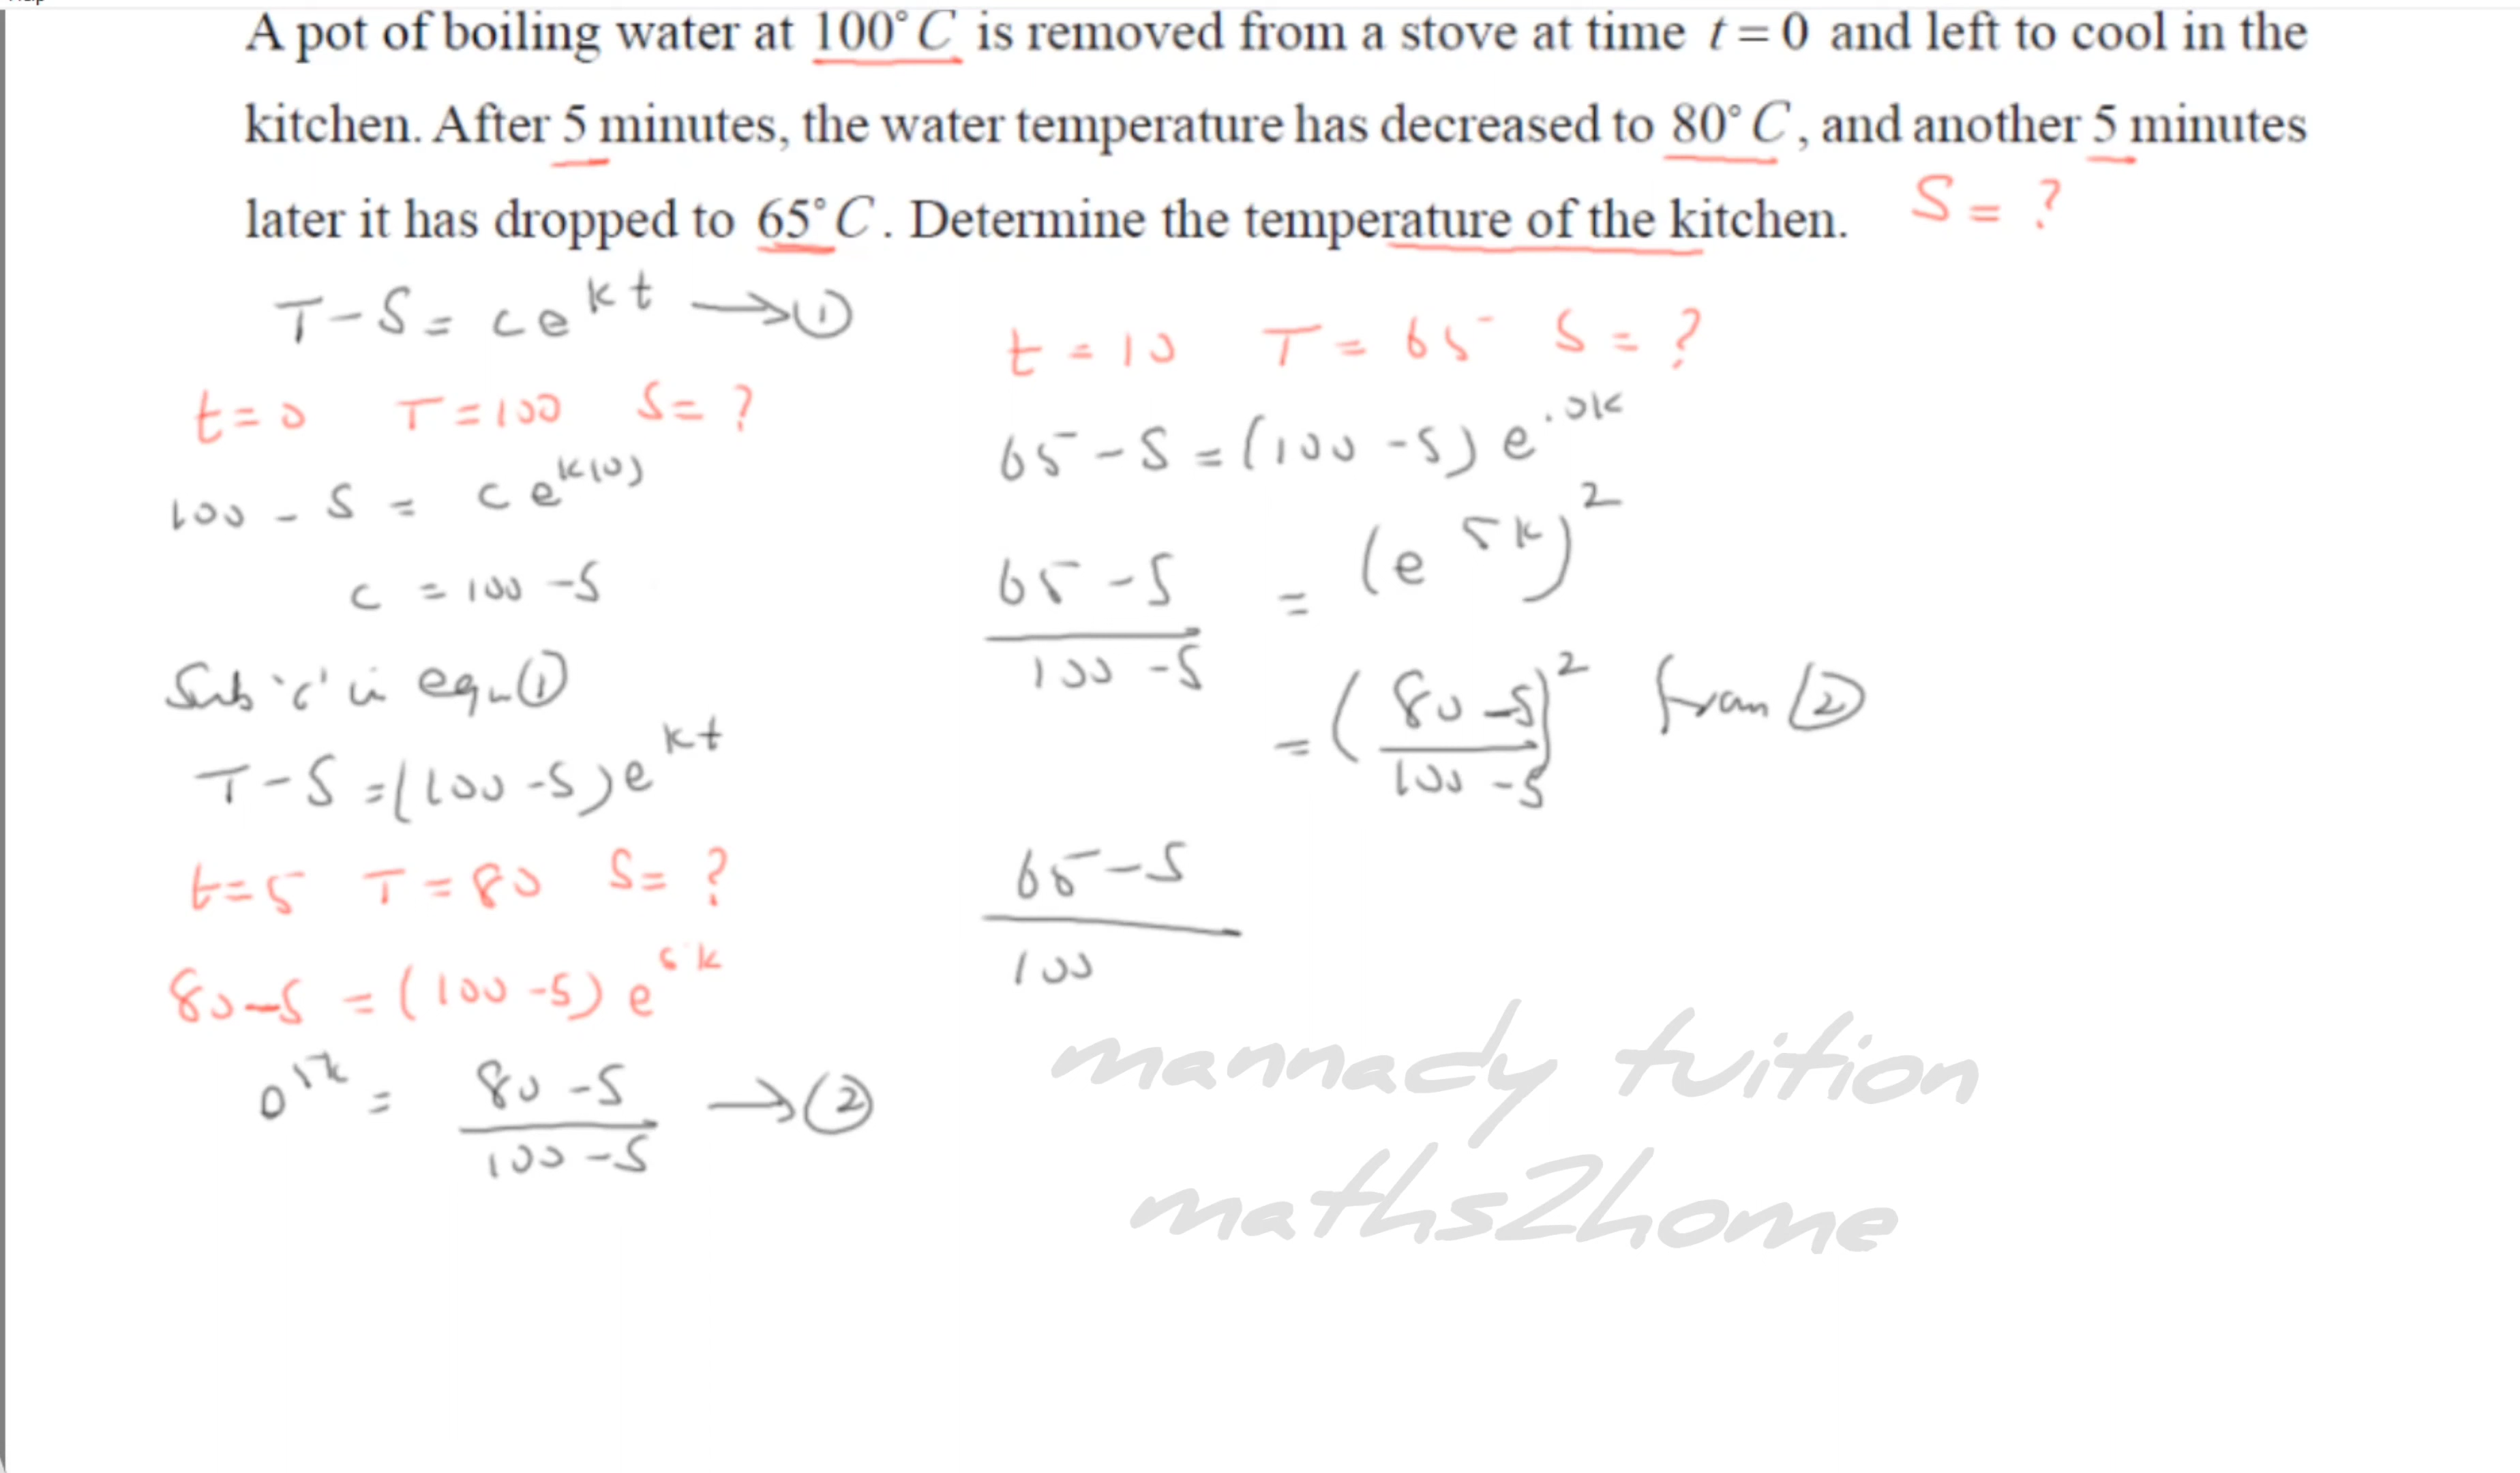 A pot of boiling water at 100°C is removed from a stove at time t = 0 and left to cool in the
kitchen. After 5 minutes, the water temperature has decreased to 80°C, and another 5 minutes
later it has dropped to 65°C. Determine the temperature of the kitchen. S = ?
T - S = ce^kt → ①
t = 0 T = 100 S = ?
100 - S = ce^k(0)
c = 100 - S
Sub 'c' in eqn ①
T - S = (100 - S) e^kt
t = 5 T = 80 S = ?
80 - S = (100 - S) e^5k
e^5k = 80 - S / 100 - S → ②
t = 10 T = 65 S = ?
65 - S = (100 - S) e^10k
65 - S / 100 - S = (e^5k)^2
= (80 - S / 100 - S)^2 from ②
65 - S / 100
mannady tuition
maths2home